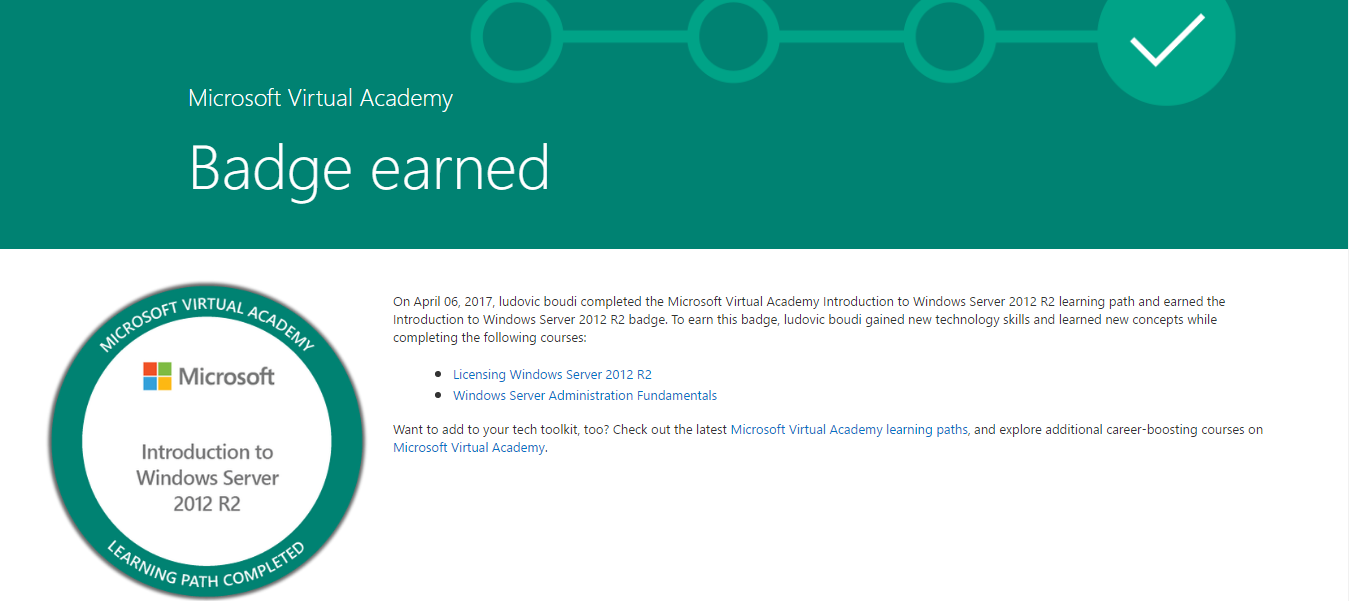 Microsoft Virtual Academy
Badge earned
MICROSOFT VIRTUAL ACADEMY
Microsoft
Introduction to
Windows Server
2012 R2
LEARNING PATH COMPLETED
On April 06, 2017, ludovic boudi completed the Microsoft Virtual Academy Introduction to Windows Server 2012 R2 learning path and earned the
Introduction to Windows Server 2012 R2 badge. To earn this badge, ludovic boudi gained new technology skills and learned new concepts while
completing the following courses:
Licensing Windows Server 2012 R2
Windows Server Administration Fundamentals
Want to add to your tech toolkit, too? Check out the latest Microsoft Virtual Academy learning paths, and explore additional career-boosting courses on
Microsoft Virtual Academy.